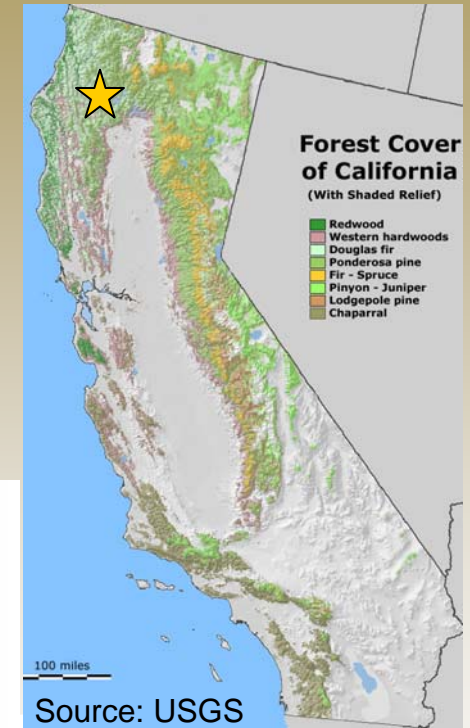 Forest Cover
of California
(With Shaded Relief)
Redwood
Western hardwoods
Douglas fir
Ponderosa pine
Fir - Spruce
Pinyon - Juniper
Lodgepole pine
Chaparral
100 miles
Source: USGS